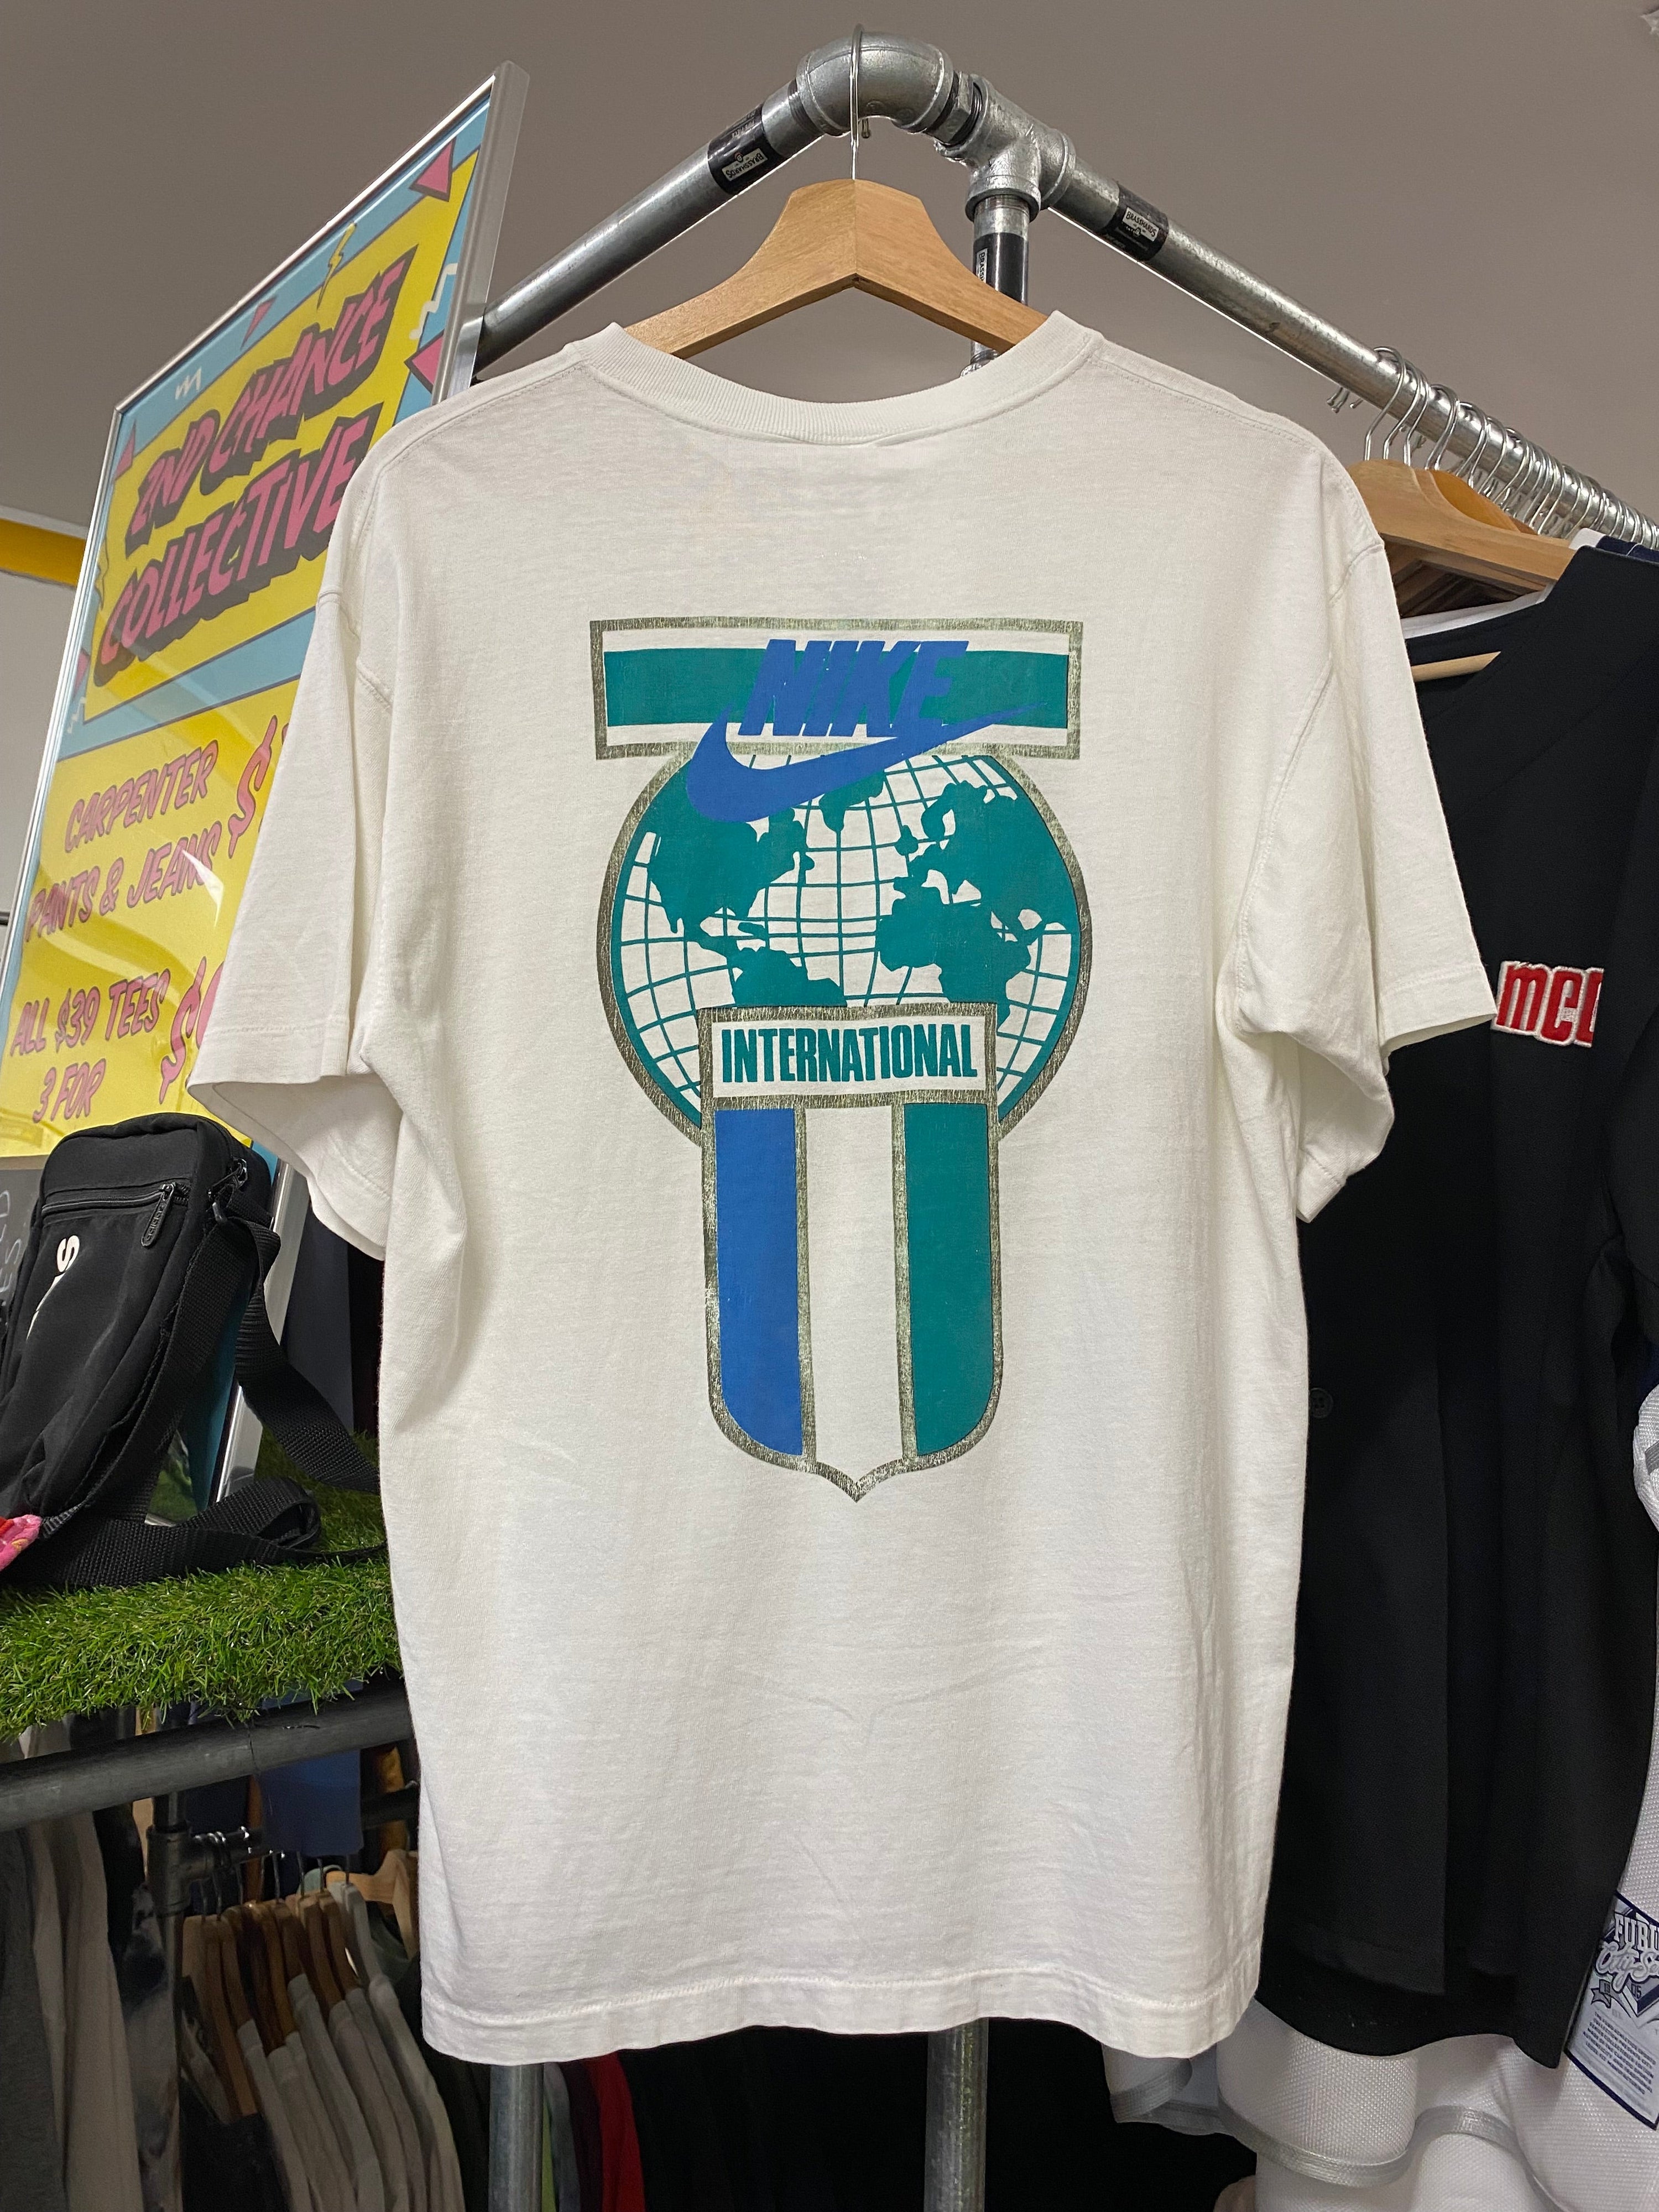 2ND CHANCE
COLLECTIVE
CARPENTER
PANTS & JEANS
ALL $39 TEES
3 FOR
NIKE
INTERNATIONAL